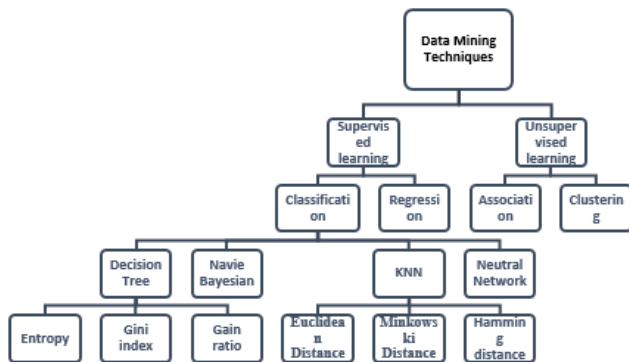 Data Mining
Techniques
Supervis
ed
learning
Unsuper
vised
learning
Classificati
on
Regressi
on
Associati
on
Clusterin
g
Decision
Tree
Navie
Bayesian
KNN
Neutral
Network
Entropy
Gini
index
Gain
ratio
Euclidea
n
Distance
Minkows
ki
Distance
Hammin
g
distance